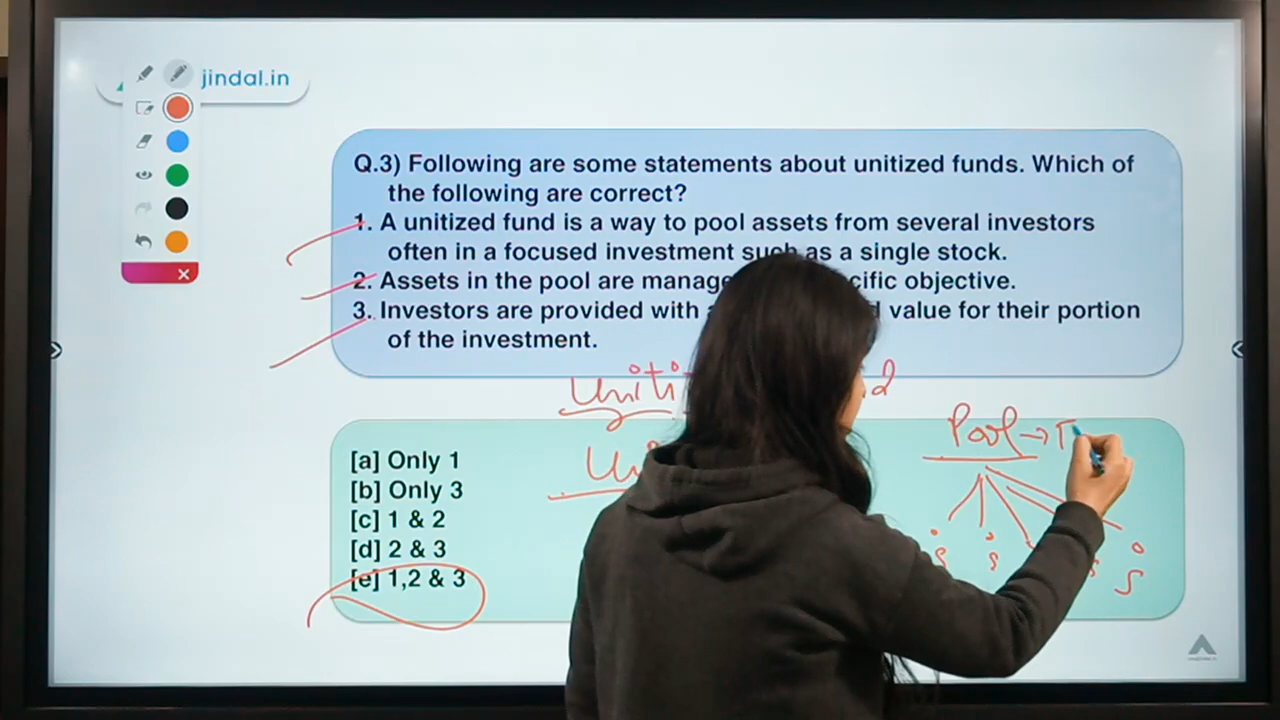 jindal.in
Q.3) Following are some statements about unitized funds. Which of
the following are correct?
1. A unitized fund is a way to pool assets from several investors
often in a focused investment such as a single stock.
2. Assets in the pool are objective.
3. Investors are provided with value for their portion
of the investment.
Pool →
[a] Only 1
[b] Only 3
[c] 1 & 2
[d] 2 & 3
[e] 1,2 & 3